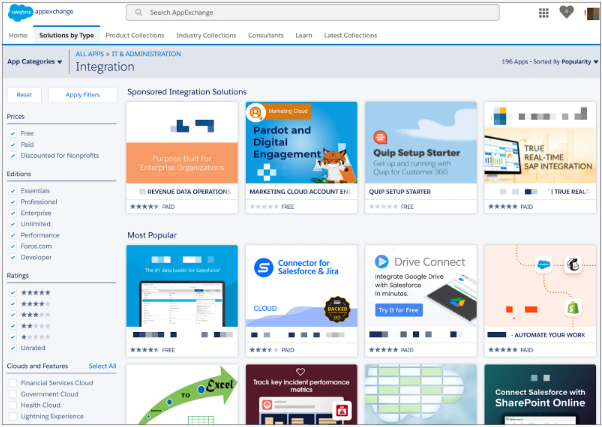 salesforce appexchange
Search AppExchange
Home Solutions by Type Product Collections Industry Collections Consultants Learn Latest Collections
App Categories
ALL APPS > IT & ADMINISTRATION
Integration
196 Apps • Sorted By Popularity
Reset Apply Filters
Prices
Free
Paid
Discounted for Nonprofits
Editions
Essentials
Professional
Enterprise
Unlimited
Performance
Force.com
Developer
Ratings
Unrated
Clouds and Features Select All
Financial Services Cloud
Government Cloud
Health Cloud
Lightning Experience
Sponsored Integration Solutions
Purpose-Built For
Enterprise Organizations
REVENUE DATA OPERATIONS
PAID
Marketing Cloud
Pardot and
Digital
Engagement
MARKETING CLOUD ACCOUNT ENG
FREE
Quip Setup Starter
Get up and running with
Quip for Customer 360
QUIP SETUP STARTER
FREE
TRUE
REAL-TIME
SAP INTEGRATION
| TRUE REAL-T
PAID
Most Popular
The #1 data loader for Salesforce
FREE
Connector for
Salesforce & Jira
CLOUD
BACKED
PAID
Drive Connect
Integrate Google Drive
with Salesforce
in minutes.
Try It for Free
PAID
salesforce
- AUTOMATE YOUR WORK
PAID
TO Excel
Track key incident performance
metrics
Connect Salesforce with
SharePoint Online